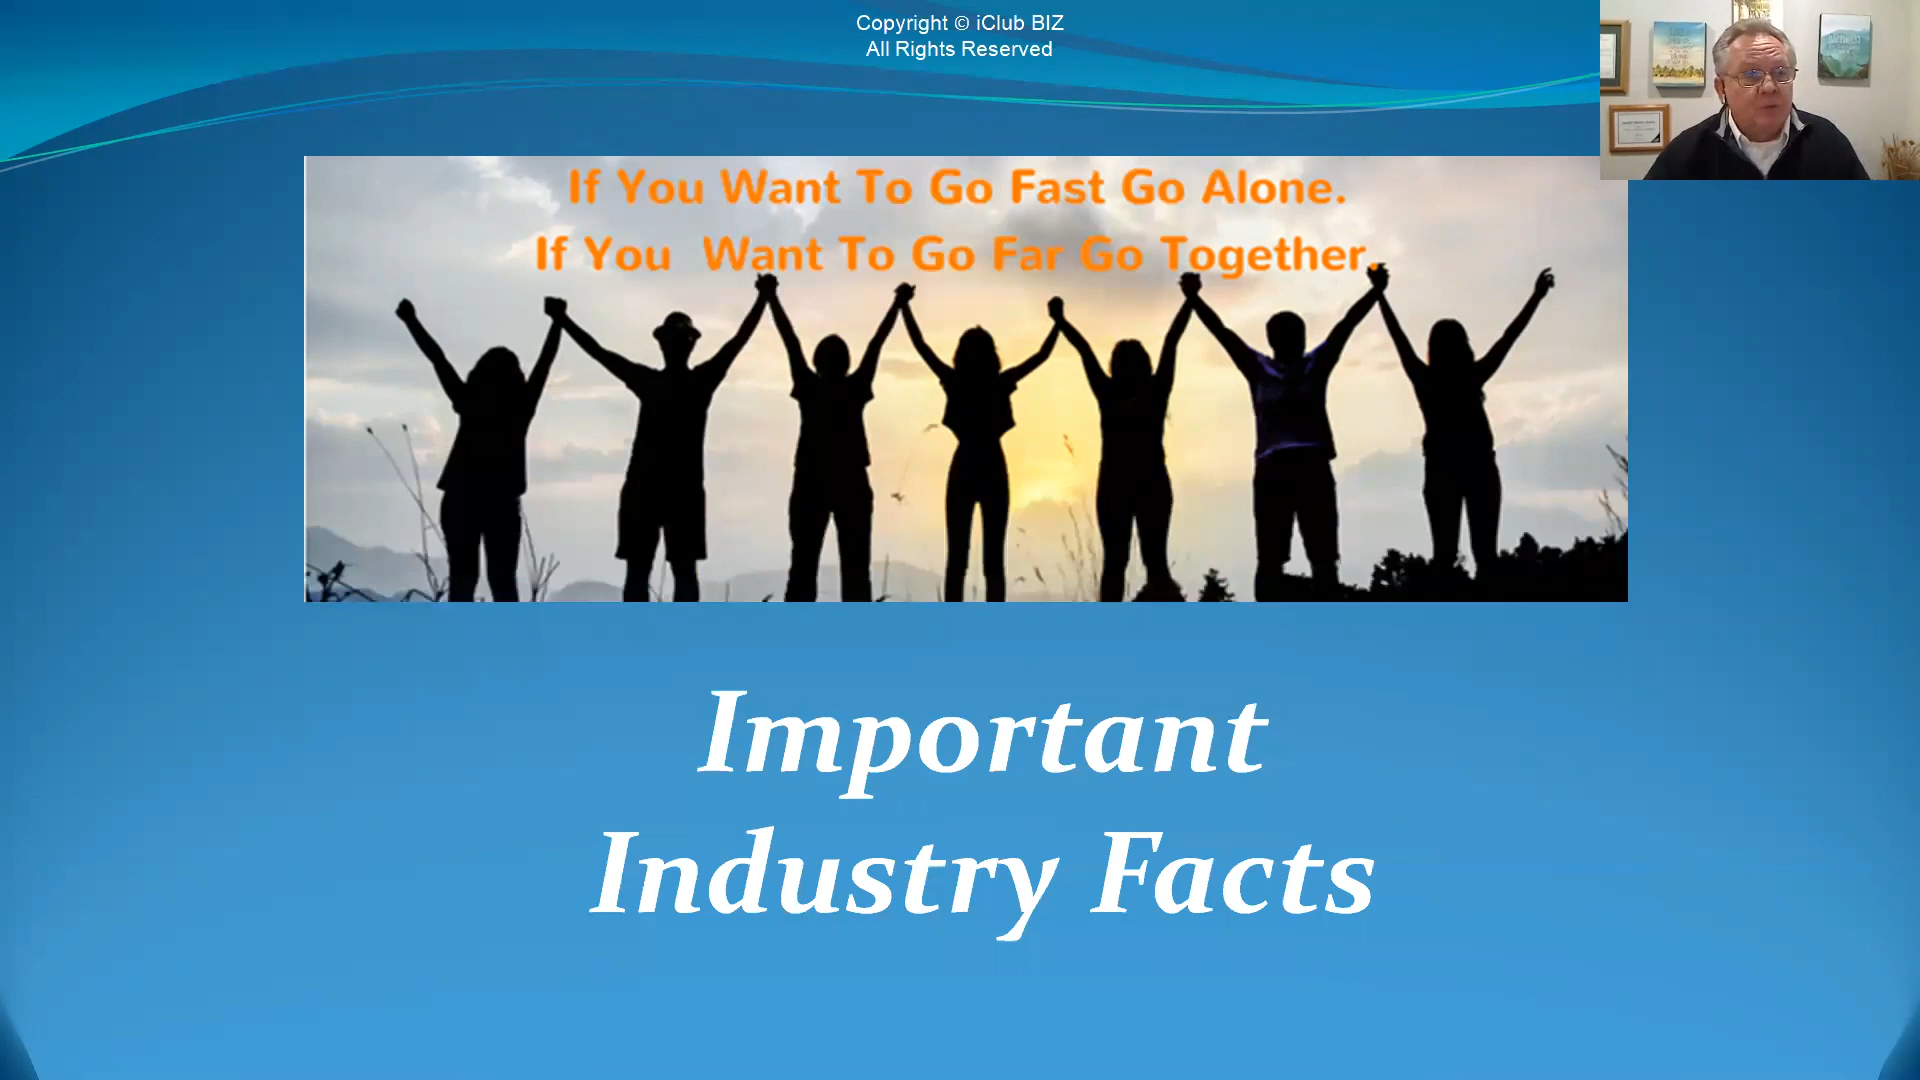 Copyright © iClub BIZ
All Rights Reserved
If You Want To Go Fast Go Alone.
If You Want To Go Far Go Together.
Important
Industry Facts